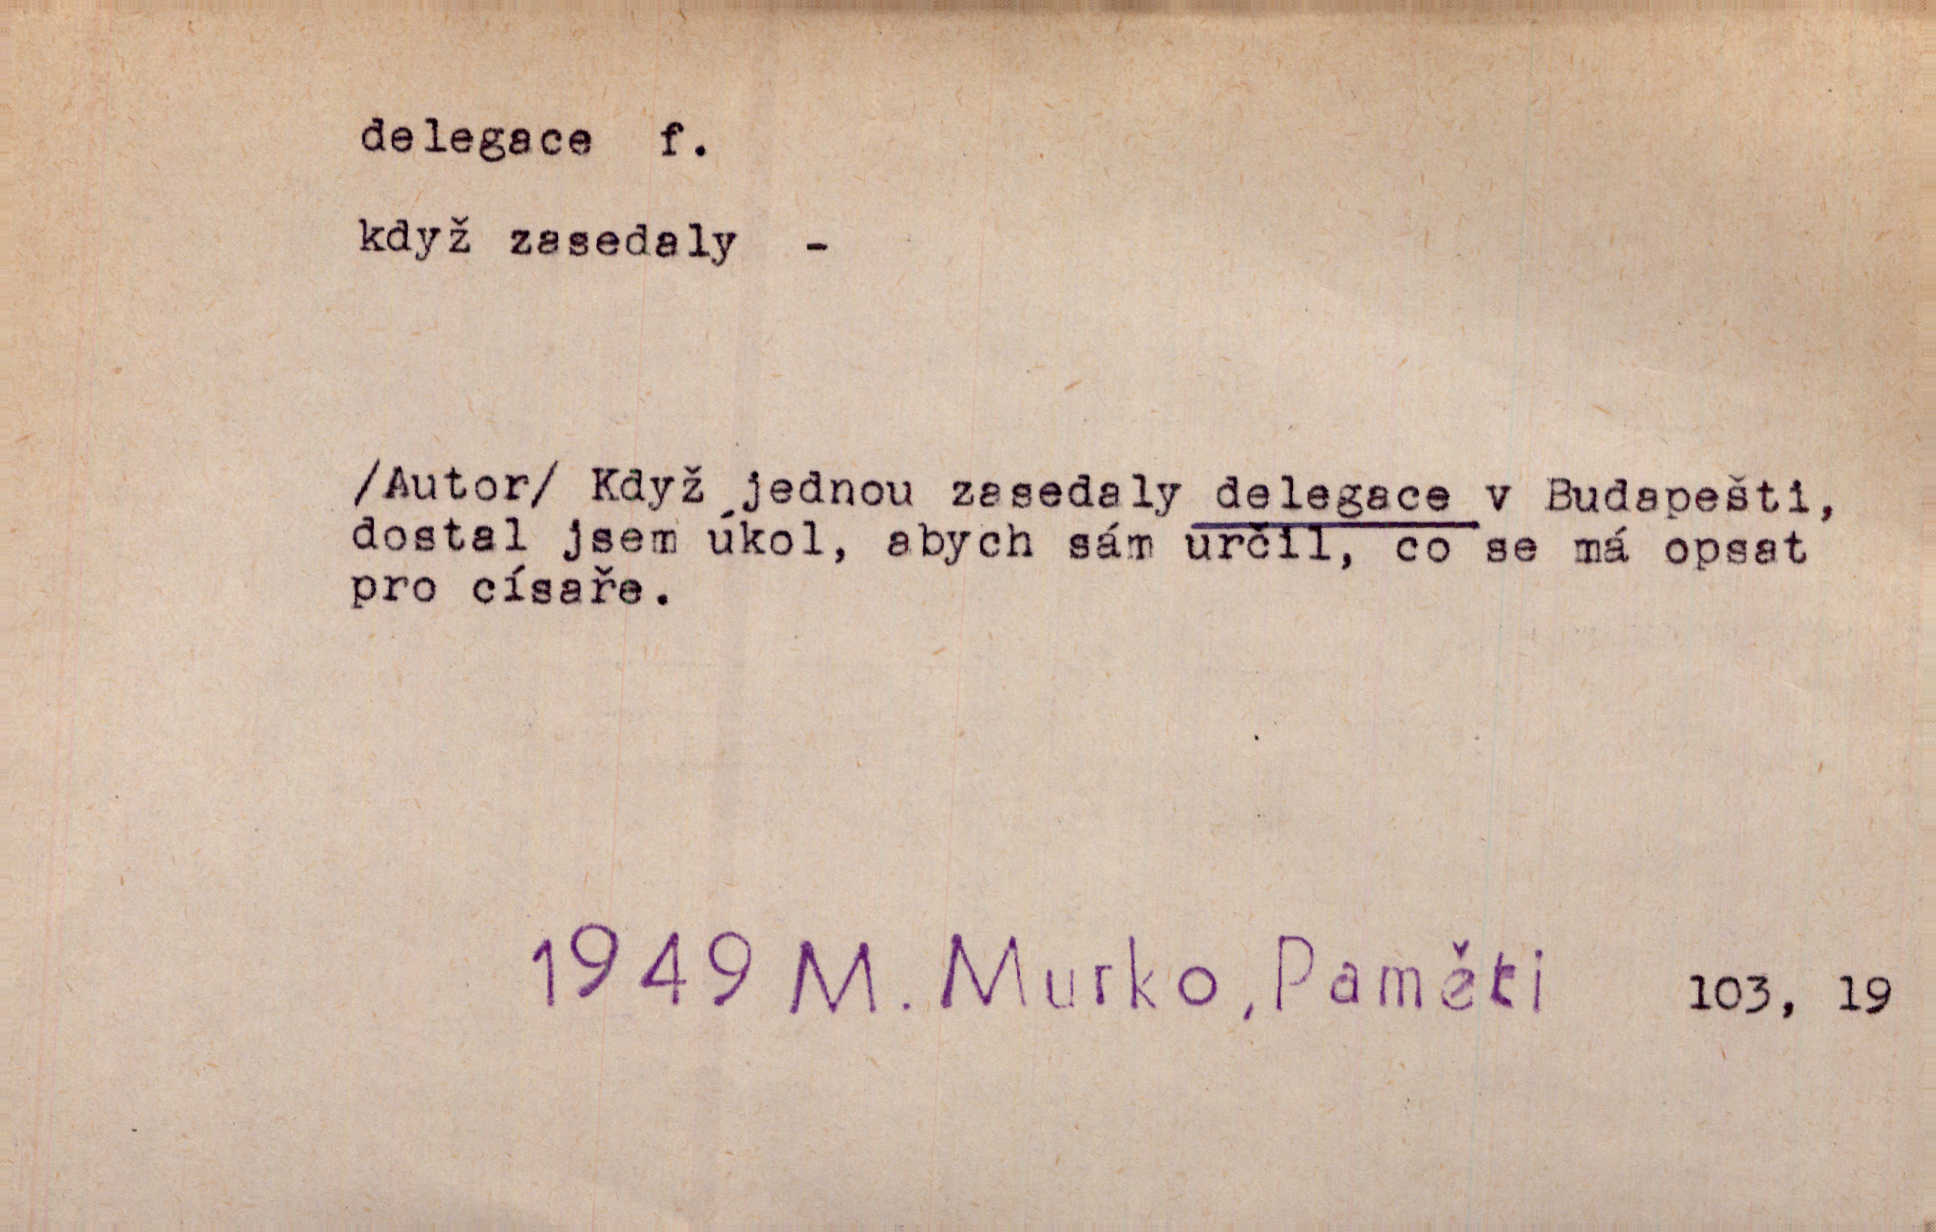 delegace f.
když zasedaly -
/Autor/ Když jednou zasedaly delegace v Budapešti,
dostal jsem úkol, abych sám určil, co se má opsat
pro císaře.
1949 M. Murko, Paměti 103, 19